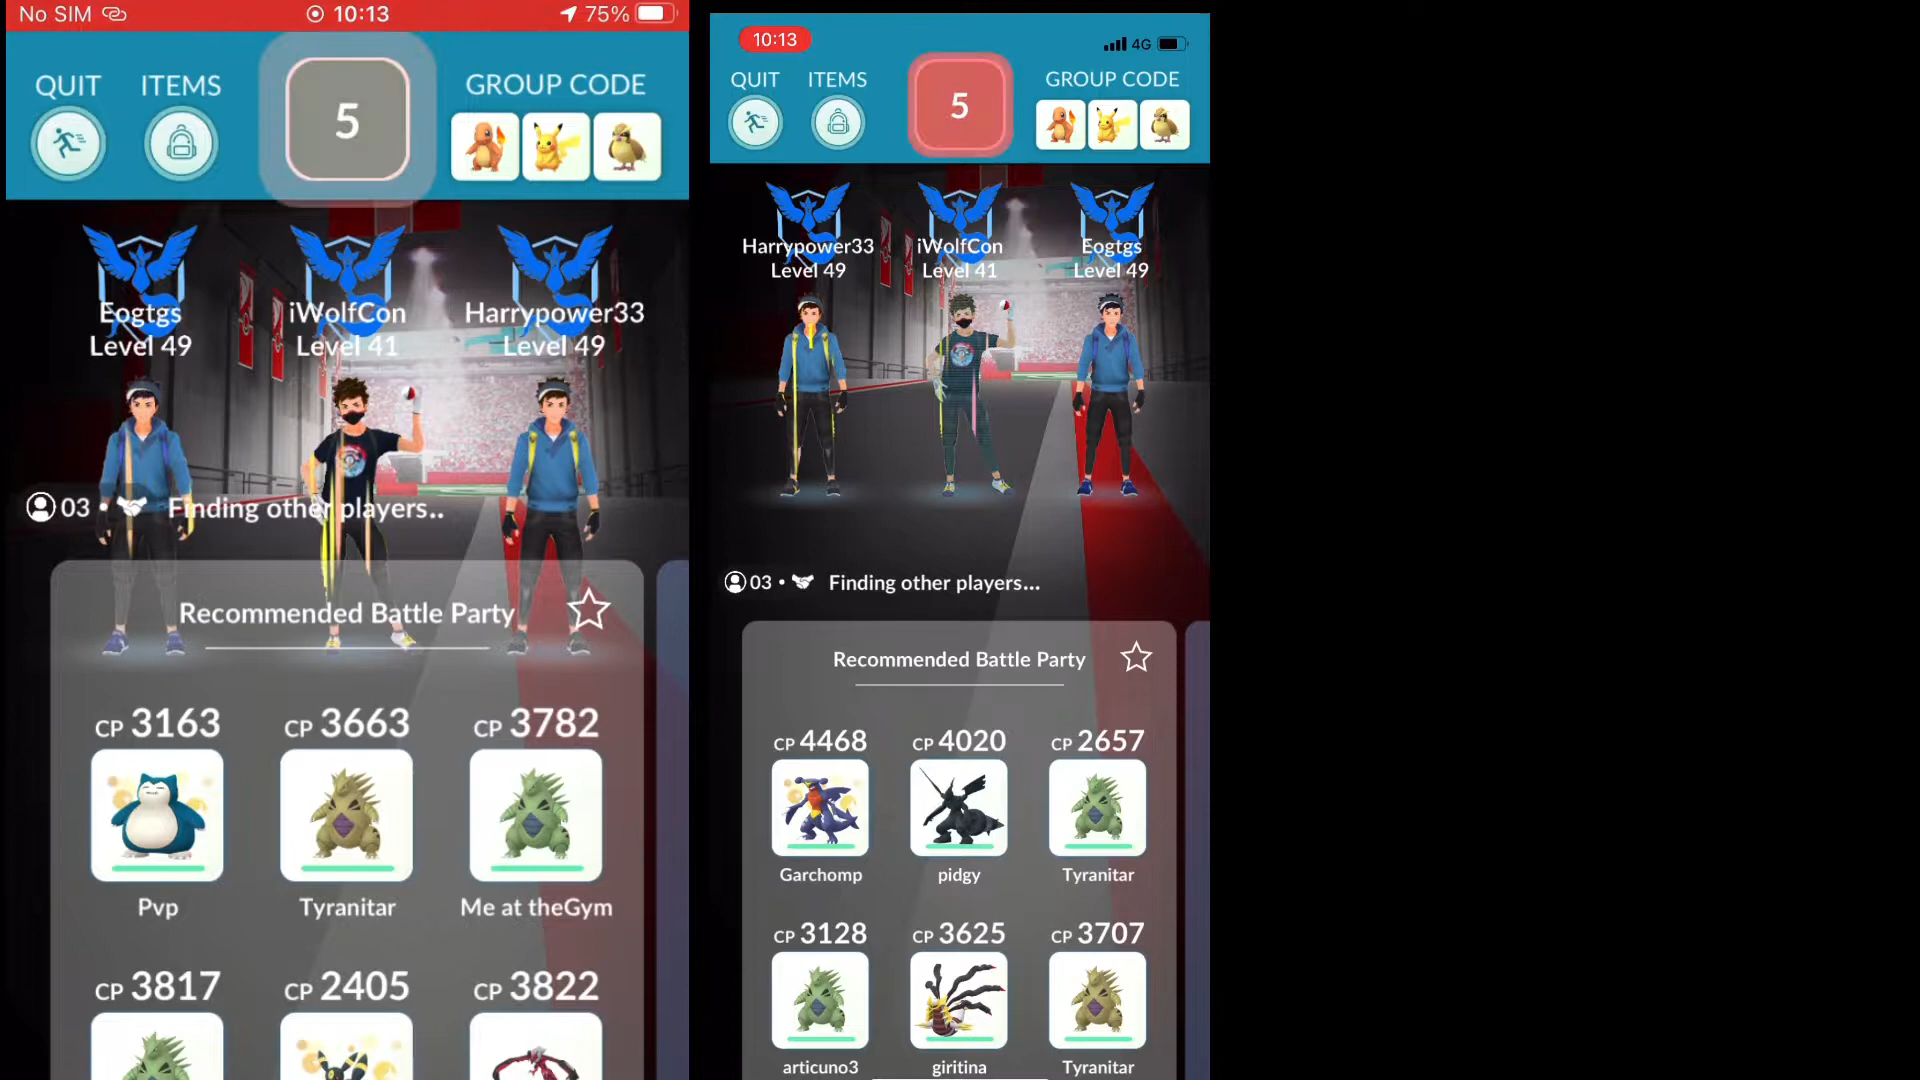 No SIM 10:13 75%
QUIT ITEMS 5 GROUP CODE
Eogtgs iWolfCon Harrypower33
Level 49 Level 41 Level 49
03 • Finding other players..
Recommended Battle Party
CP 3163 CP 3663 CP 3782
Pvp Tyranitar Me at theGym
CP 3817 CP 2405 CP 3822
10:13 4G
QUIT ITEMS 5 GROUP CODE
Harrypower33 iWolfCon Eogtgs
Level 49 Level 41 Level 49
03 • Finding other players...
Recommended Battle Party
CP 4468 CP 4020 CP 2657
Garchomp pidgy Tyranitar
CP 3128 CP 3625 CP 3707
articuno3 giritina Tyranitar